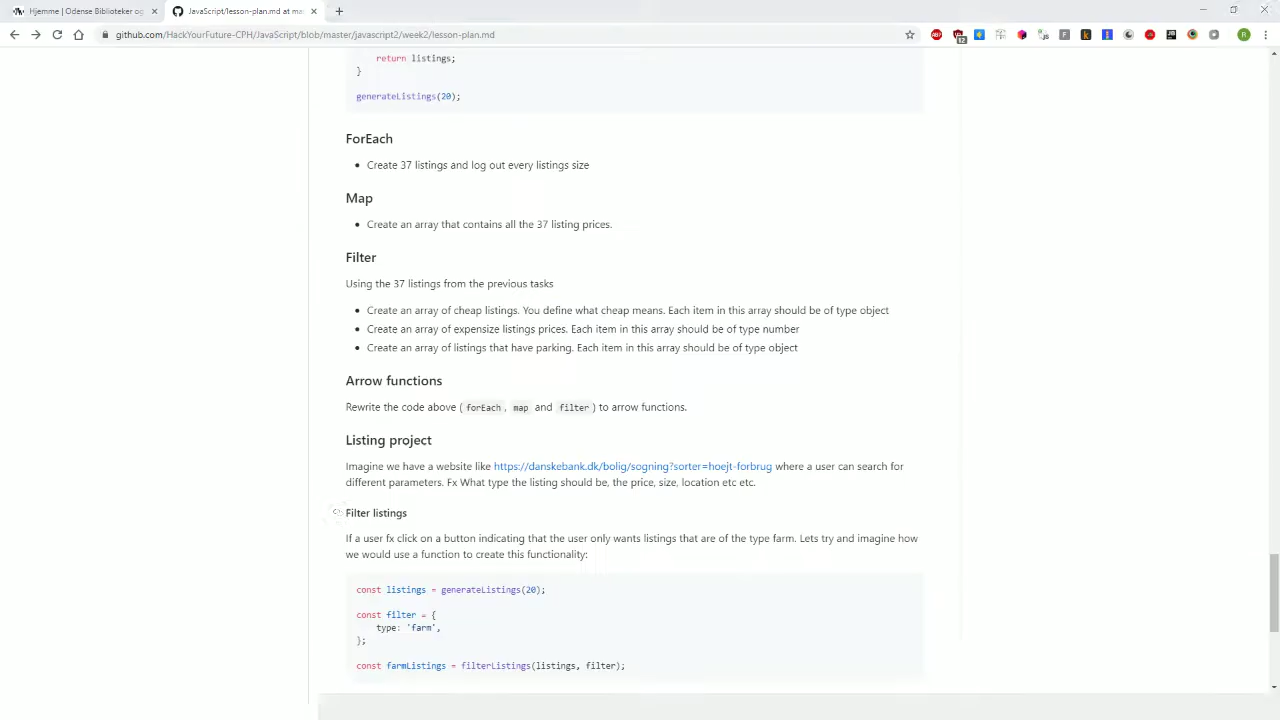 Hjemme | Odense Biblioteker og
JavaScript/lesson-plan.md at ma
github.com/HackYourFuture-CPH/JavaScript/blob/master/javascript2/week2/lesson-plan.md
return listings;
}
generateListings(20);
ForEach
Create 37 listings and log out every listings size
Map
Create an array that contains all the 37 listing prices.
Filter
Using the 37 listings from the previous tasks
Create an array of cheap listings. You define what cheap means. Each item in this array should be of type object
Create an array of expensize listings prices. Each item in this array should be of type number
Create an array of listings that have parking. Each item in this array should be of type object
Arrow functions
Rewrite the code above ( forEach , map and filter ) to arrow functions.
Listing project
Imagine we have a website like https://danskebank.dk/bolig/sogning?sorter=hoejt-forbrug where a user can search for
different parameters. Fx What type the listing should be, the price, size, location etc etc.
Filter listings
If a user fx click on a button indicating that the user only wants listings that are of the type farm. Lets try and imagine how
we would use a function to create this functionality:
const listings = generateListings(20);
const filter = {
type: 'farm',
};
const farmListings = filterListings(listings, filter);